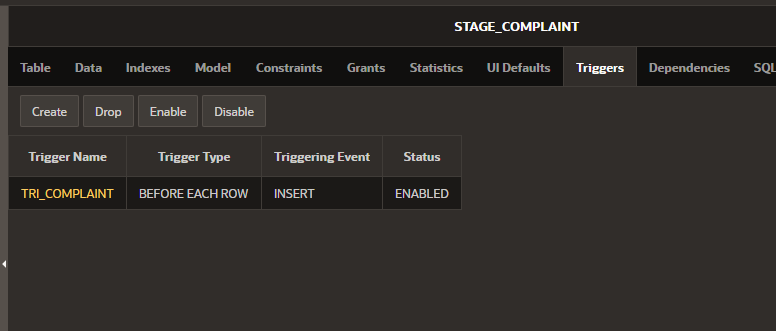 STAGE_COMPLAINT
Table Data Indexes Model Constraints Grants Statistics UI Defaults Triggers Dependencies SQL
Create Drop Enable Disable
Trigger Name Trigger Type Triggering Event Status
TRI_COMPLAINT BEFORE EACH ROW INSERT ENABLED